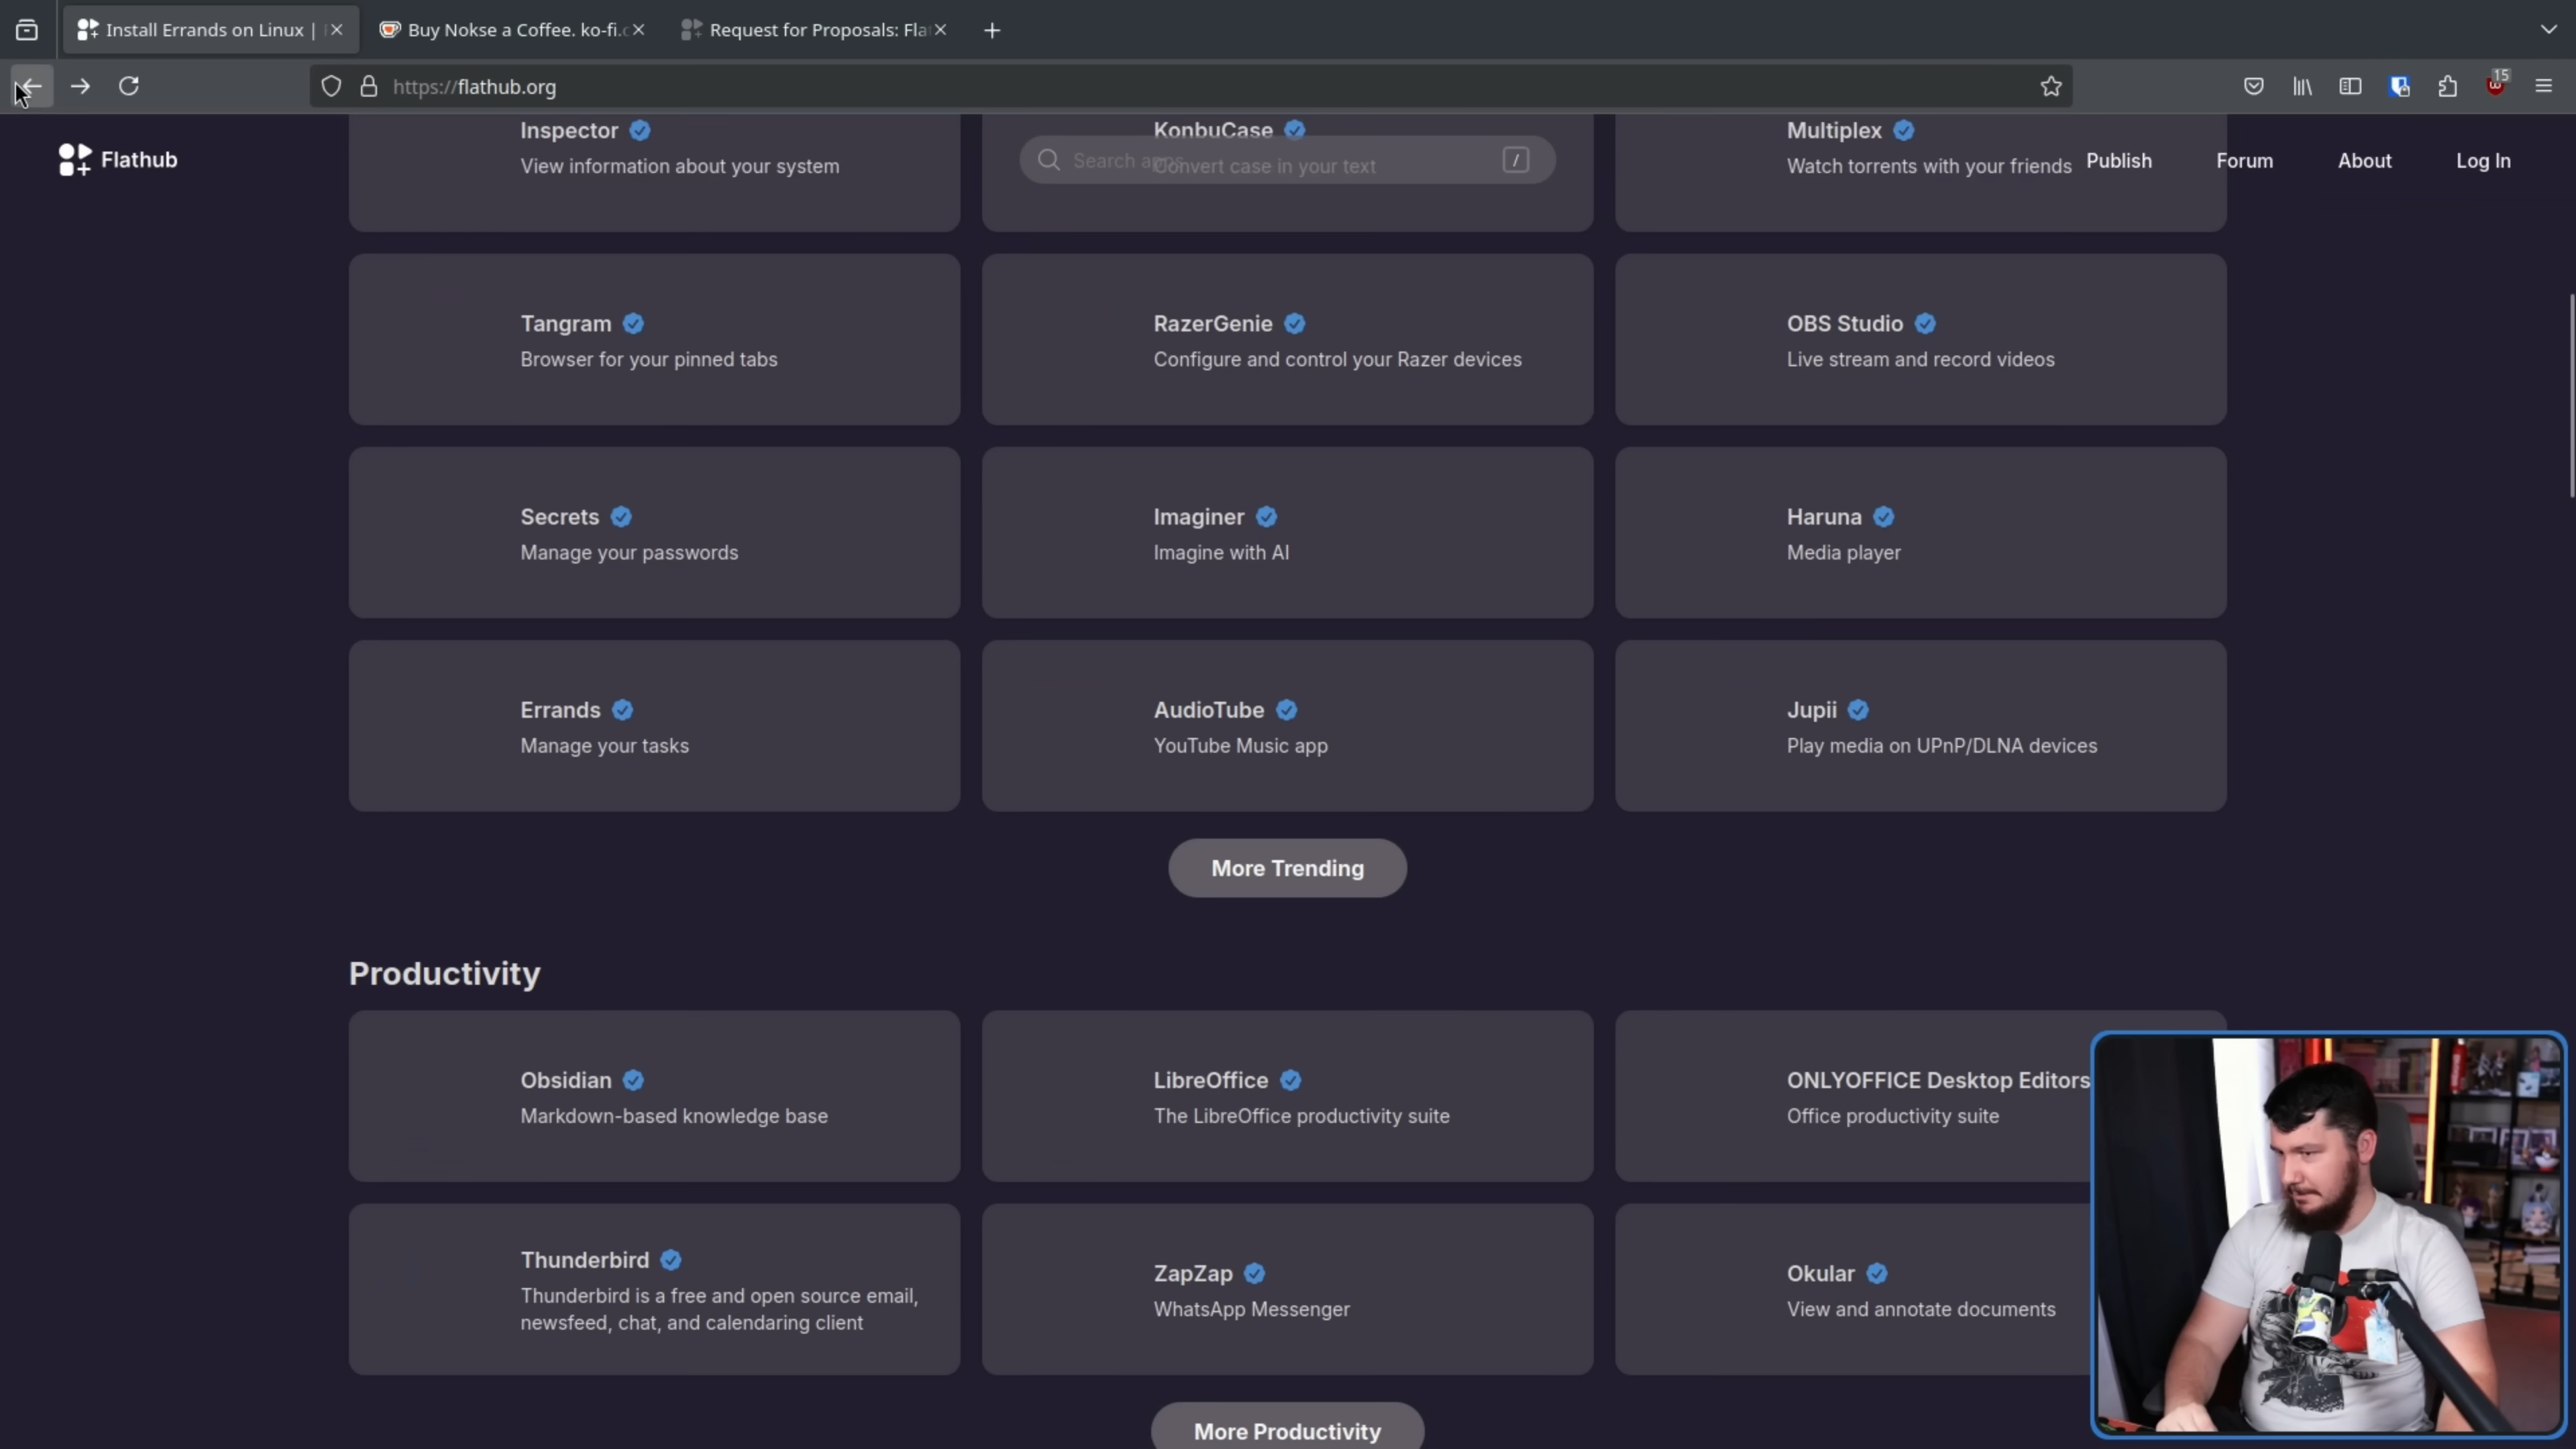 Install Errands on Linux |
Buy Nokse a Coffee. ko-fi.c
Request for Proposals: Fla
https://flathub.org
15
Flathub
Search apps
/
Publish
Forum
About
Log In
Inspector
View information about your system
KonbuCase
Convert case in your text
Multiplex
Watch torrents with your friends
Tangram
Browser for your pinned tabs
RazerGenie
Configure and control your Razer devices
OBS Studio
Live stream and record videos
Secrets
Manage your passwords
Imaginer
Imagine with AI
Haruna
Media player
Errands
Manage your tasks
AudioTube
YouTube Music app
Jupii
Play media on UPnP/DLNA devices
More Trending
Productivity
Obsidian
Markdown-based knowledge base
LibreOffice
The LibreOffice productivity suite
ONLYOFFICE Desktop Editors
Office productivity suite
Thunderbird
Thunderbird is a free and open source email,
newsfeed, chat, and calendaring client
ZapZap
WhatsApp Messenger
Okular
View and annotate documents
More Productivity